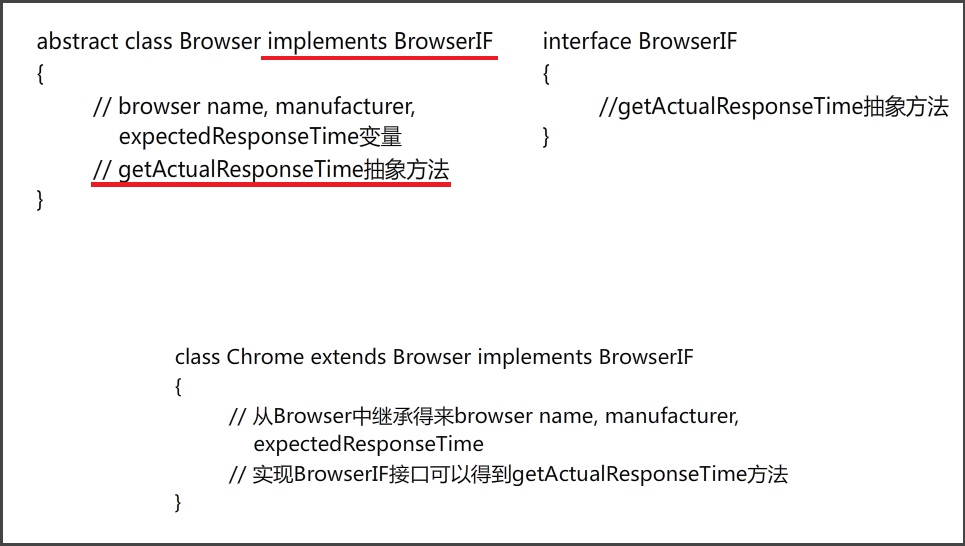 abstract class Browser implements BrowserIF
{
// browser name, manufacturer,
expectedResponseTime变量
// getActualResponseTime抽象方法
}
interface BrowserIF
{
//getActualResponseTime抽象方法
}
class Chrome extends Browser implements BrowserIF
{
// 从Browser中继承得来browser name, manufacturer,
expectedResponseTime
// 实现BrowserIF接口可以得到getActualResponseTime方法
}